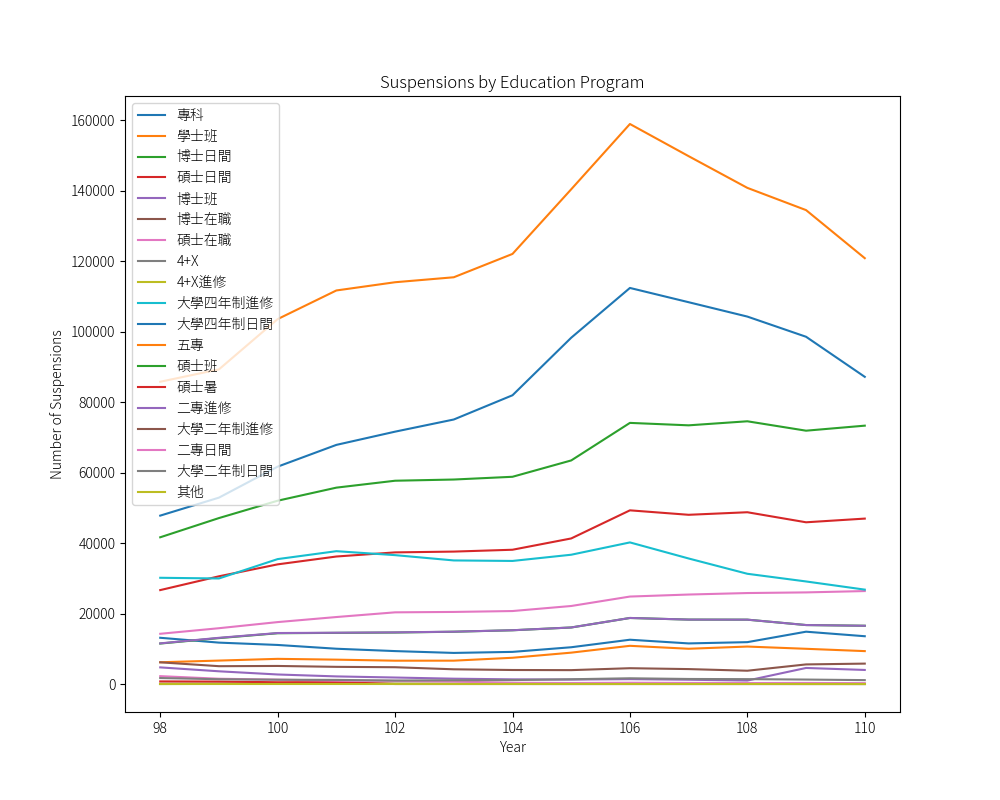 Suspensions by Education Program
160000
140000
120000
100000
80000
60000
40000
20000
0
Number of Suspensions
專科
學士班
博士日間
碩士日間
博士班
博士在職
碩士在職
4+X
4+X進修
大學四年制進修
大學四年制日間
五專
碩士班
碩士暑
二專進修
大學二年制進修
二專日間
大學二年制日間
其他
98 100 102 104 106 108 110
Year